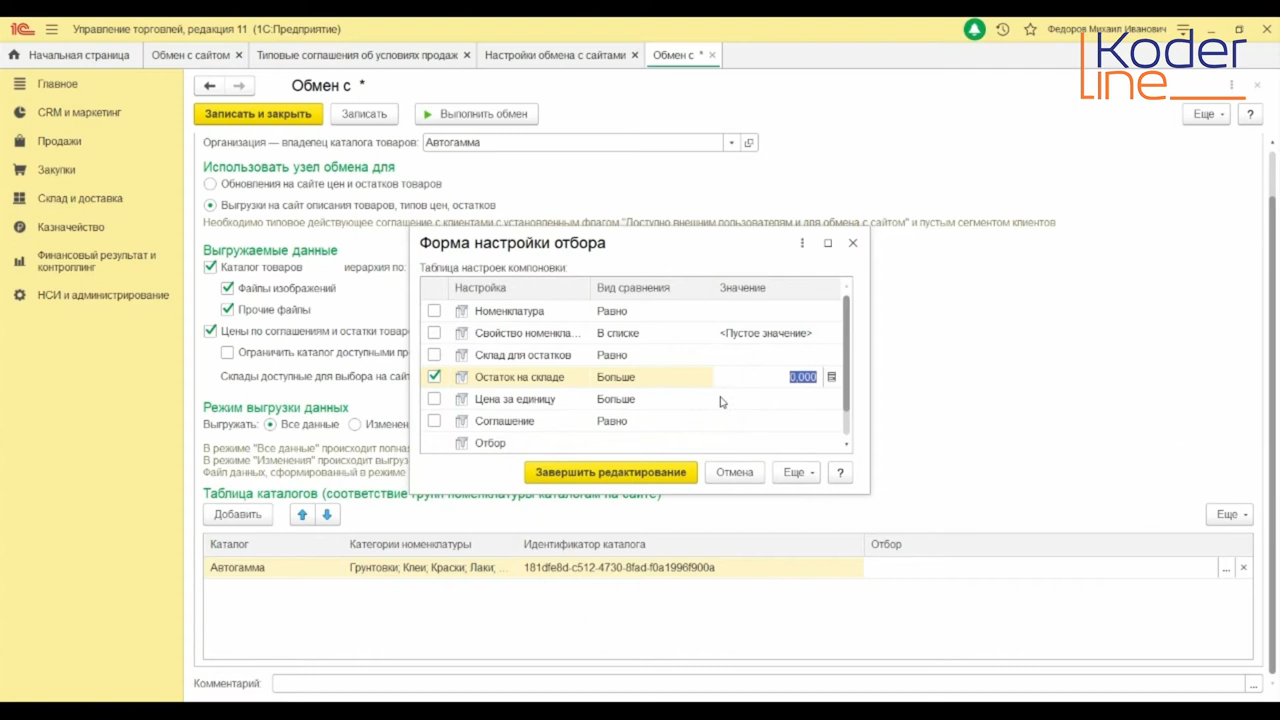 Управление торговлей, редакция 11 (1С:Предприятие)
Федоров Михаил Иванович
Koder
line
Начальная страница
Обмен с сайтом ×
Типовые соглашения об условиях продаж ×
Настройки обмена с сайтами ×
Обмен с * ×
Главное
CRM и маркетинг
Продажи
Закупки
Склад и доставка
Казначейство
Финансовый результат и
контроллинг
НСИ и администрирование
Обмен с *
Записать и закрыть
Записать
Выполнить обмен
Еще
?
Организация — владелец каталога товаров: Автогамма
Использовать узел обмена для
Обновления на сайте цен и остатков товаров
Выгрузки на сайт описания товаров, типов цен, остатков
Необходимо типовое действующее соглашение с клиентами с установленным флагом "Доступно внешним пользователям и для обмена с сайтом" и пустым сегментом клиентов
Выгружаемые данные
Каталог товаров иерархия по:
Файлы изображений
Прочие файлы
Цены по соглашениям и остатки товар
Ограничить каталог доступными пр
Склады доступные для выбора на сай
Режим выгрузки данных
Выгружать: Все данные Изменен
В режиме "Все данные" происходит полна
В режиме "Изменения" происходит выгруз
Файл данных, сформированный в режиме
Форма настройки отбора
Таблица настроек компоновки:
Настройка Вид сравнения Значение
Номенклатура Равно
Свойство номенкла... В списке <Пустое значение>
Склад для остатков Равно
Остаток на складе Больше 0,000
Цена за единицу Больше
Соглашение Равно
Отбор
Завершить редактирование
Отмена
Еще
?
Таблица каталогов (соответствие групп номенклатуры каталогам на сайте)
Добавить
Еще
Каталог Категории номенклатуры Идентификатор каталога Отбор
Автогамма Грунтовки; Клеи; Краски; Лаки; ... 181dfe8d-c512-4730-8fad-f0a1996f900a ... ×
Комментарий: ...